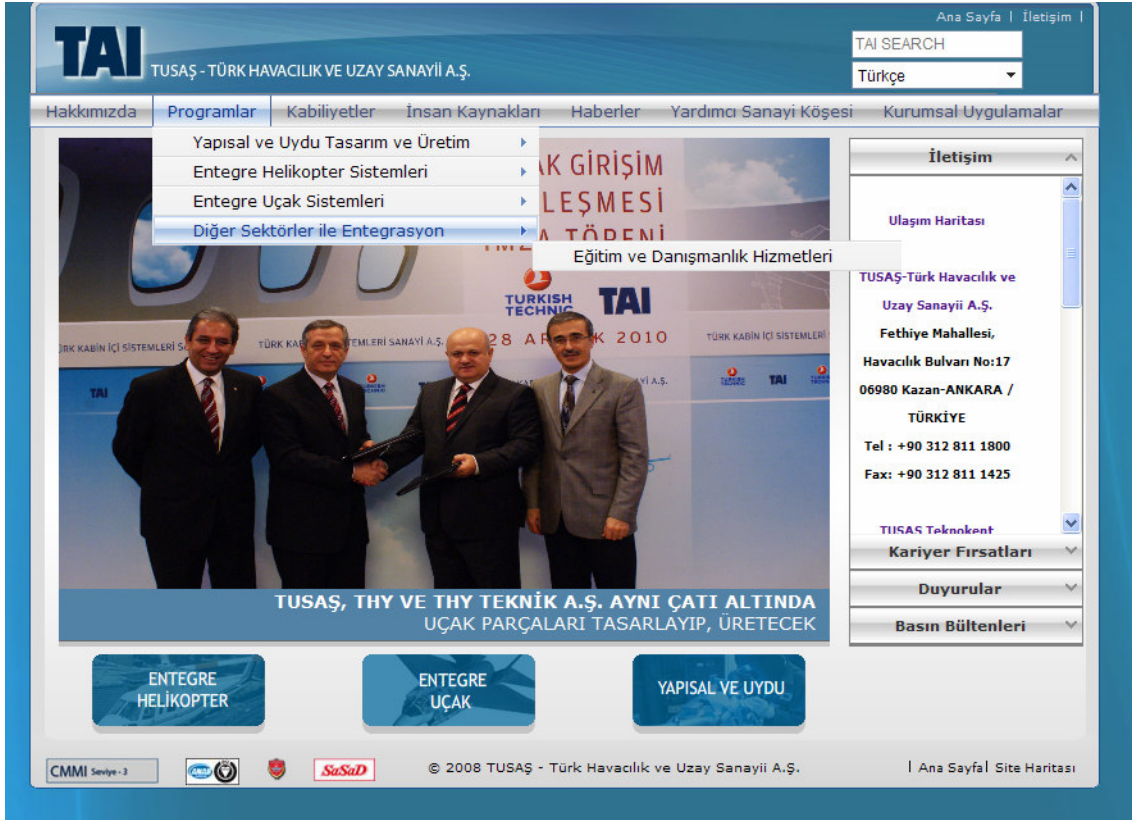 Ana Sayfa | İletişim |
TAI
TUSAŞ - TÜRK HAVACILIK VE UZAY SANAYİİ A.Ş.
TAI SEARCH
Türkçe
Hakkımızda Programlar Kabiliyetler İnsan Kaynakları Haberler Yardımcı Sanayi Köşesi Kurumsal Uygulamalar
Yapısal ve Uydu Tasarım ve Üretim
Entegre Helikopter Sistemleri
Entegre Uçak Sistemleri
Diğer Sektörler ile Entegrasyon
Eğitim ve Danışmanlık Hizmetleri
GİRİŞİM
TURKISH
TECHNIC
TAI
28 2010
TÜRK KABİN İÇİ SİSTEMLERİ
TAI
TAI
TUSAŞ, THY VE THY TEKNİK A.Ş. AYNI ÇATI ALTINDA
UÇAK PARÇALARI TASARLAYIP, ÜRETECEK
İletişim
Ulaşım Haritası
TUSAŞ-Türk Havacılık ve
Uzay Sanayii A.Ş.
Fethiye Mahallesi,
Havacılık Bulvarı No:17
06980 Kazan-ANKARA /
TÜRKİYE
Tel : +90 312 811 1800
Fax: +90 312 811 1425
TUSAŞ Teknokent
Kariyer Fırsatları
Duyurular
Basın Bültenleri
ENTEGRE
HELİKOPTER
ENTEGRE
UÇAK
YAPISAL VE UYDU
CMMI Seviye - 3
SaSaD
© 2008 TUSAŞ - Türk Havacılık ve Uzay Sanayii A.Ş.
| Ana Sayfa| Site Haritası